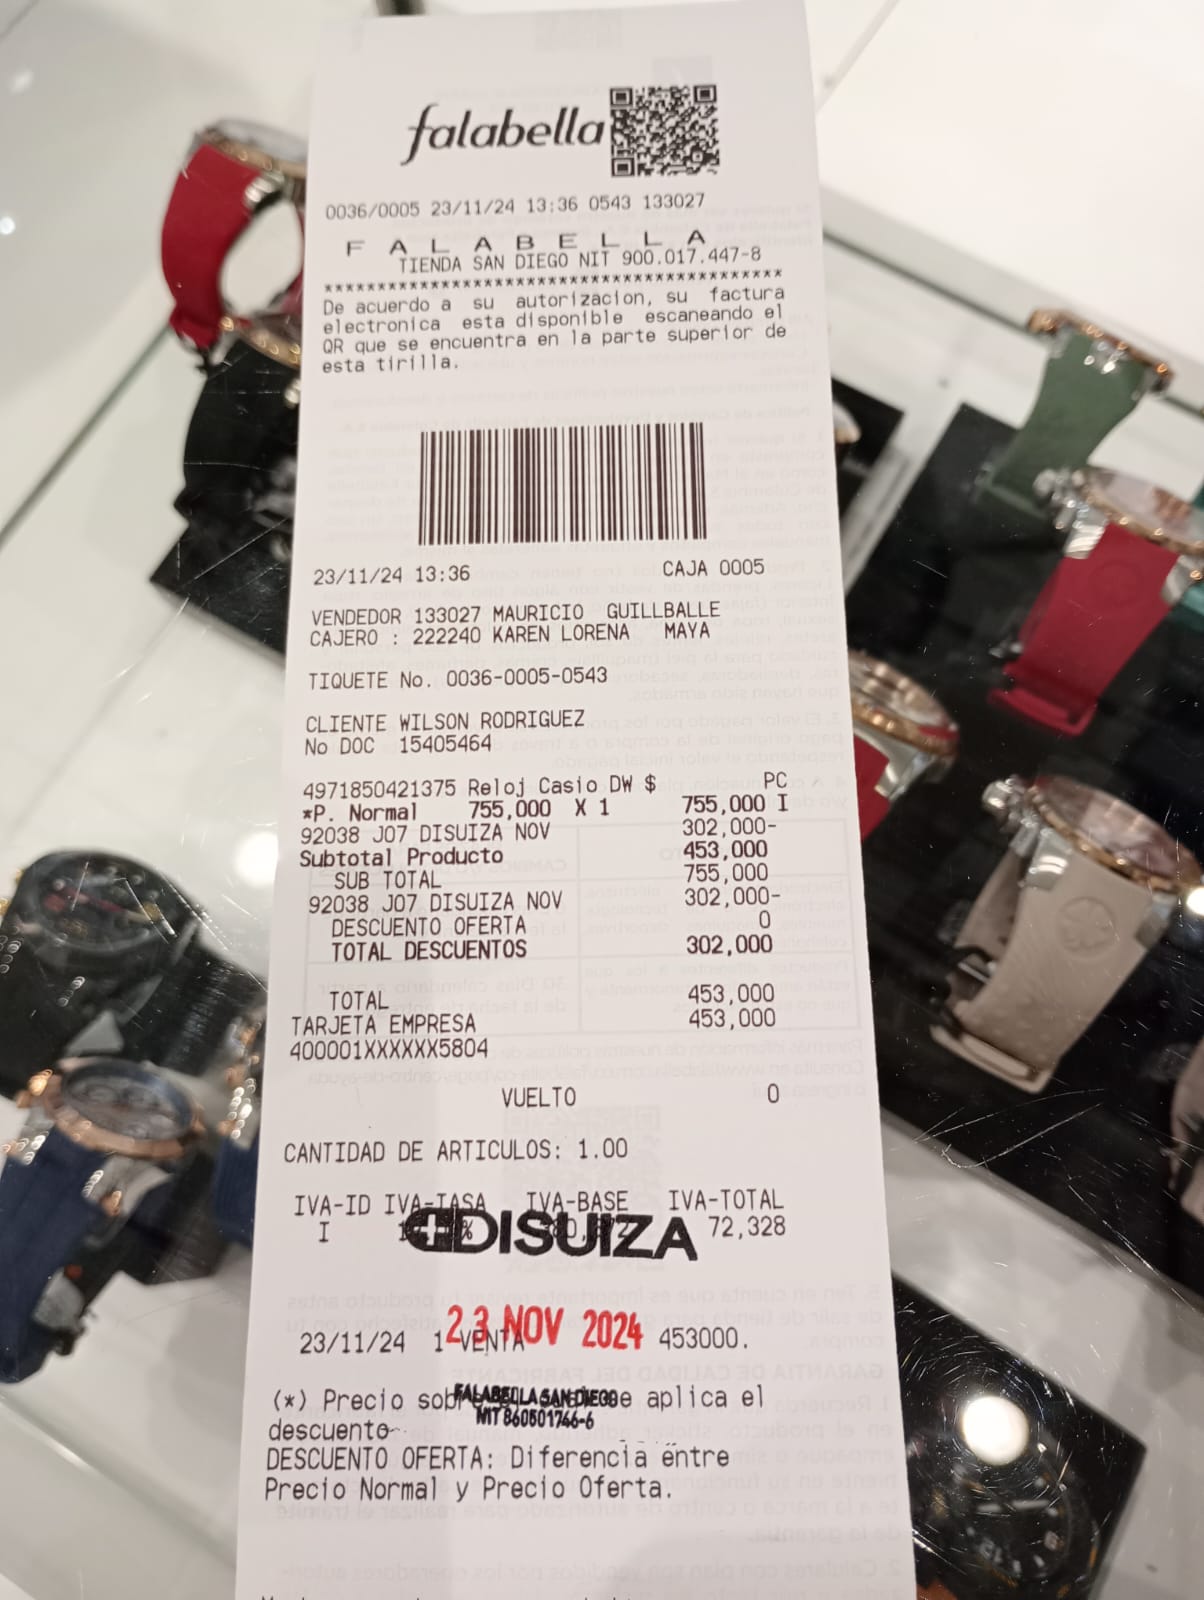 falabella
0036/0005 23/11/24 13:36 0543 133027
F A L A B E L L A
TIENDA SAN DIEGO NIT 900.017.447-8
******************************************
De acuerdo a su autorizacion, su factura
electronica esta disponible escaneando el
QR que se encuentra en la parte superior de
esta tirilla.
23/11/24 13:36 CAJA 0005
VENDEDOR 133027 MAURICIO GUILLBALLE
CAJERO : 222240 KAREN LORENA MAYA
TIQUETE No. 0036-0005-0543
CLIENTE WILSON RODRIGUEZ
No DOC 15405464
4971850421375 Reloj Casio DW $ PC
*P. Normal 755,000 X 1 755,000 I
92038 J07 DISUIZA NOV 302,000-
Subtotal Producto 453,000
SUB TOTAL 755,000
92038 J07 DISUIZA NOV 302,000-
DESCUENTO OFERTA 0
TOTAL DESCUENTOS 302,000
TOTAL 453,000
TARJETA EMPRESA 453,000
400001XXXXXX5804
VUELTO 0
CANTIDAD DE ARTICULOS: 1.00
IVA-ID IVA-TASA IVA-BASE IVA-TOTAL
I 72,328
DISUIZA
23 NOV 2024
23/11/24 1 VENTA 453000.
FALABELLA SAN DIEGO
NIT 860501766-6
(*) Precio aplica el
descuento
DESCUENTO OFERTA: Diferencia entre
Precio Normal y Precio Oferta.